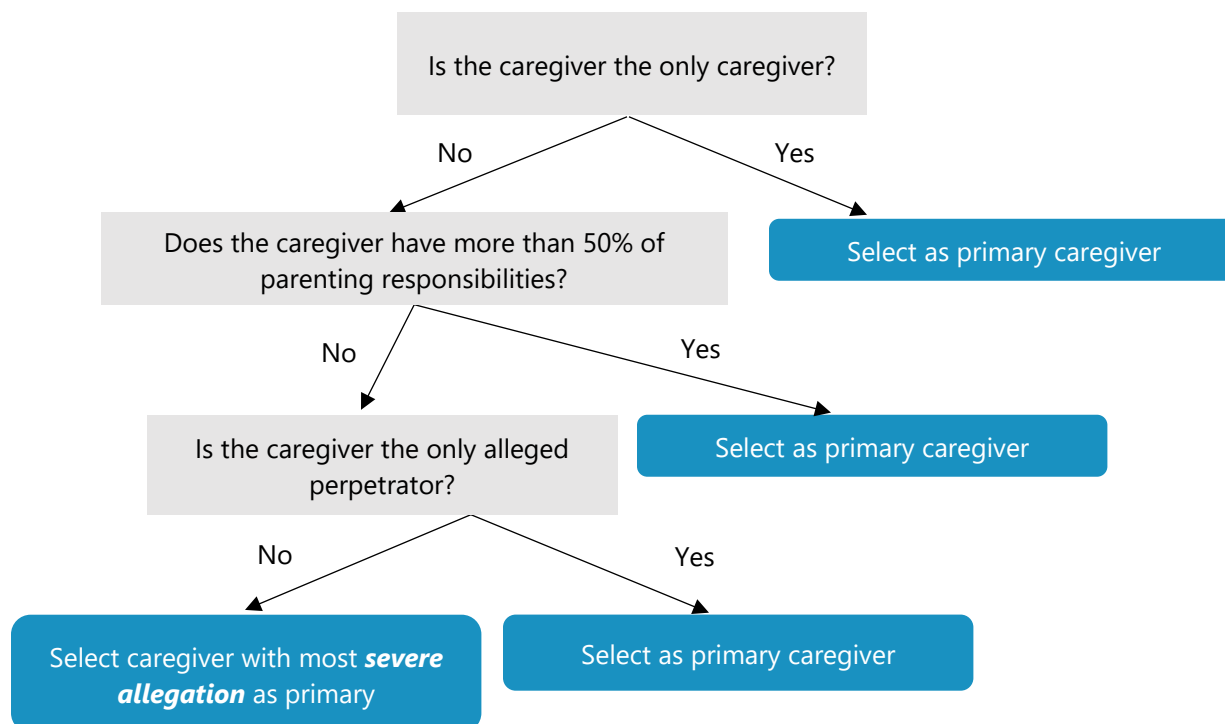 Is the caregiver the only caregiver?
No
Yes
Does the caregiver have more than 50% of
parenting responsibilities?
Select as primary caregiver
No
Yes
Is the caregiver the only alleged
perpetrator?
Select as primary caregiver
No
Yes
Select caregiver with most severe
allegation as primary
Select as primary caregiver